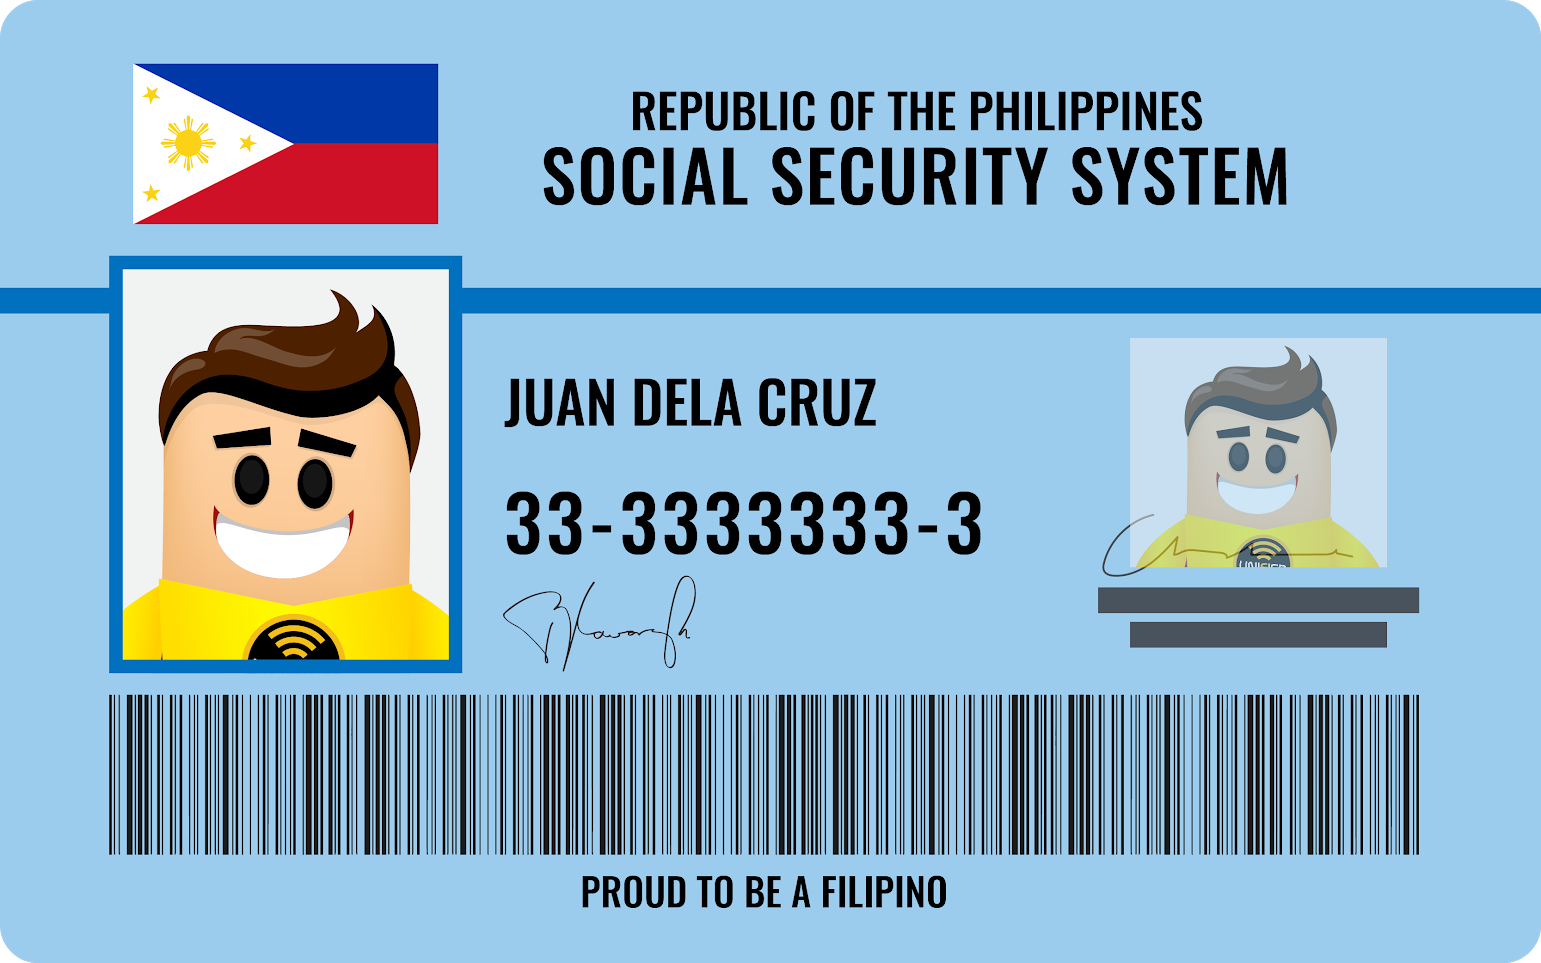 REPUBLIC OF THE PHILIPPINES
SOCIAL SECURITY SYSTEM
JUAN DELA CRUZ
33-3333333-3
PROUD TO BE A FILIPINO